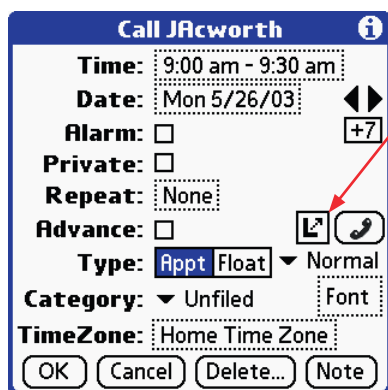 Call JAcworth i
Time: 9:00 am - 9:30 am
Date: Mon 5/26/03
Alarm: +7
Private:
Repeat: None
Advance:
Type: Appt Float Normal
Category: Unfiled Font
TimeZone: Home Time Zone
OK Cancel Delete... Note